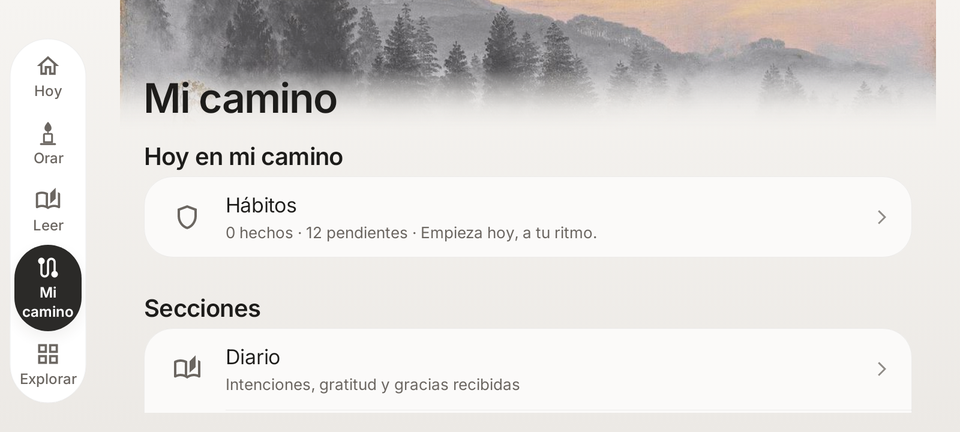 Hoy
Orar
Leer
Mi
camino
Explorar
Mi camino
Hoy en mi camino
Hábitos
0 hechos · 12 pendientes · Empieza hoy, a tu ritmo.
Secciones
Diario
Intenciones, gratitud y gracias recibidas